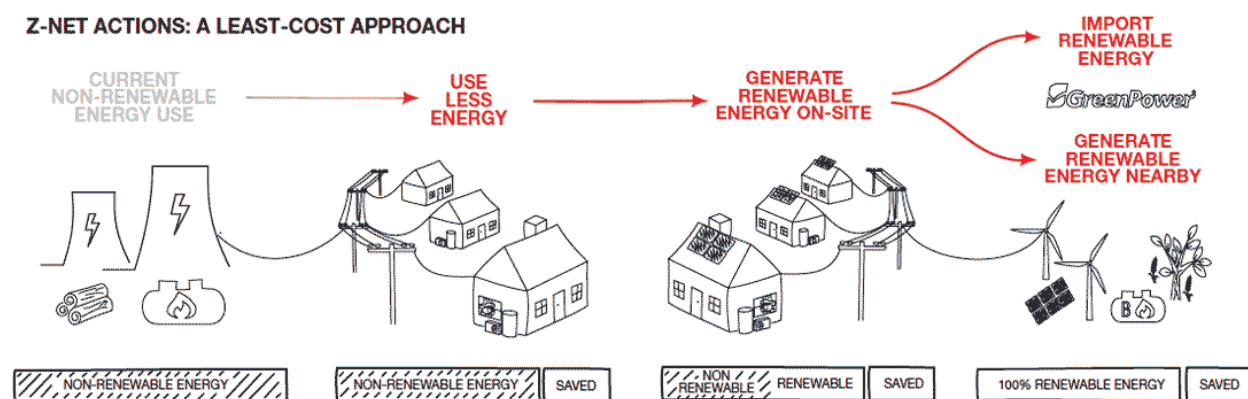 Z-NET ACTIONS: A LEAST-COST APPROACH
CURRENT
NON-RENEWABLE
ENERGY USE
USE
LESS
ENERGY
GENERATE
RENEWABLE
ENERGY ON-SITE
IMPORT
RENEWABLE
ENERGY
GreenPower
GENERATE
RENEWABLE
ENERGY NEARBY
B
NON-RENEWABLE ENERGY
NON-RENEWABLE ENERGY
SAVED
NON
RENEWABLE
RENEWABLE
SAVED
100% RENEWABLE ENERGY
SAVED